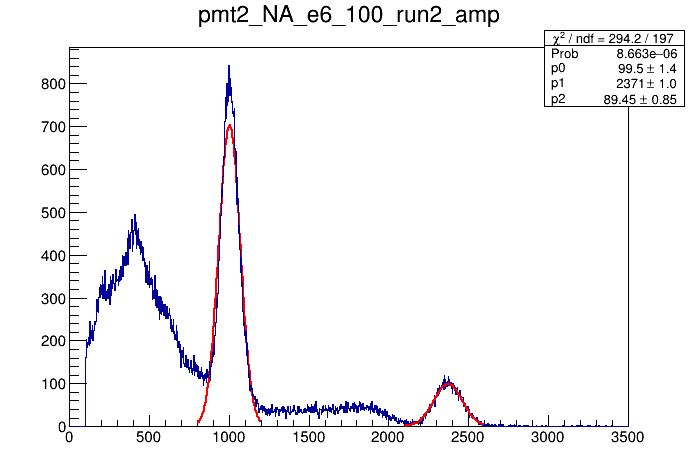 pmt2_NA_e6_100_run2_amp
χ² / ndf = 294.2 / 197
Prob 8.663e−06
p0 99.5 ± 1.4
p1 2371 ± 1.0
p2 89.45 ± 0.85
800
700
600
500
400
300
200
100
0
0 500 1000 1500 2000 2500 3000 3500